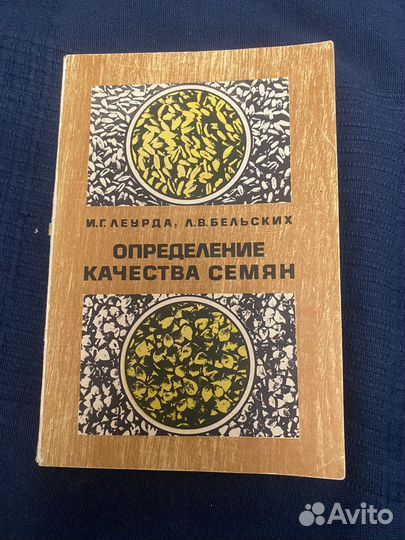 И.Г.ЛЕУРДА, Л.В.БЕЛЬСКИХ
ОПРЕДЕЛЕНИЕ
КАЧЕСТВА СЕМЯН
Avito